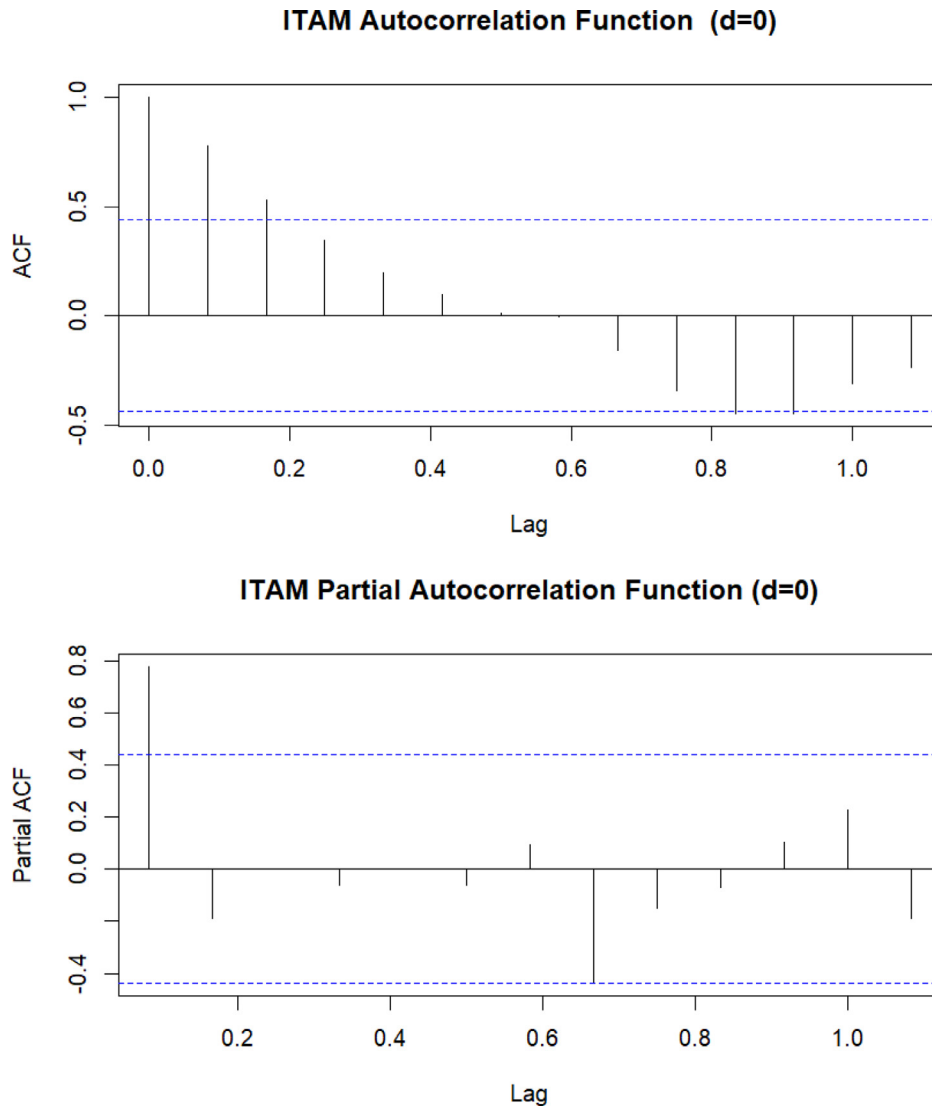 ITAM Autocorrelation Function (d=0)
ACF
1.0
0.5
0.0
-0.5
0.0 0.2 0.4 0.6 0.8 1.0
Lag
ITAM Partial Autocorrelation Function (d=0)
Partial ACF
0.8
0.6
0.4
0.2
0.0
-0.4
0.2 0.4 0.6 0.8 1.0
Lag